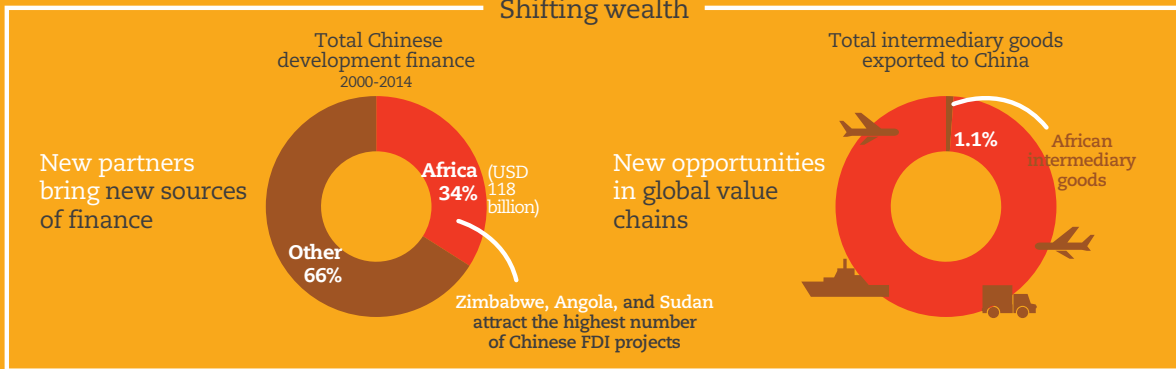 Shifting wealth
Total Chinese
development finance
2000-2014
New partners
bring new sources
of finance
Africa
34%
(USD
118
billion)
Other
66%
Zimbabwe, Angola, and Sudan
attract the highest number
of Chinese FDI projects
Total intermediary goods
exported to China
New opportunities
in global value
chains
1.1%
African
intermediary
goods